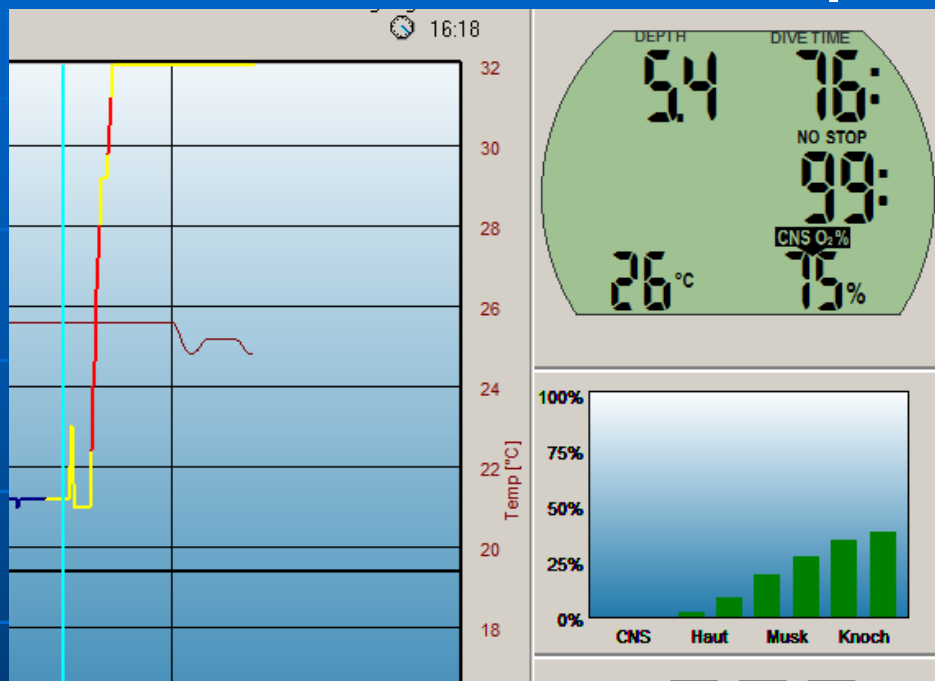 16:18
32
30
28
26
24
22
20
18
Temp [°C]
DEPTH DIVE TIME
5.4 76:
NO STOP
99:
CNS O₂%
26 °C 75 %
100%
75%
50%
25%
0%
CNS Haut Musk Knoch